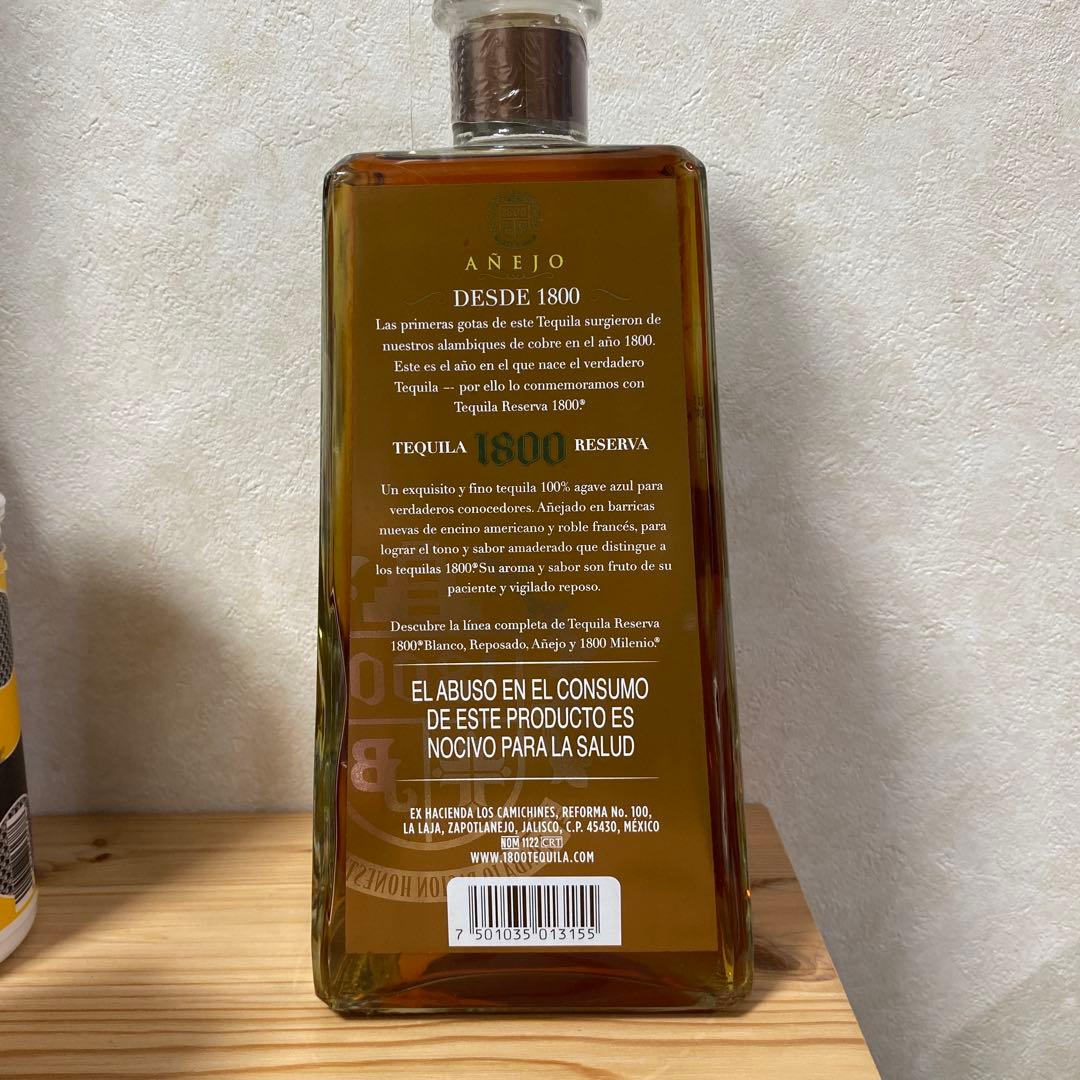 1800
AÑEJO
DESDE 1800
Las primeras gotas de este Tequila surgieron de
nuestros alambiques de cobre en el año 1800.
Este es el año en el que nace el verdadero
Tequila -- por ello lo conmemoramos con
Tequila Reserva 1800®.
TEQUILA 1800 RESERVA
Un exquisito y fino tequila 100% agave azul para
verdaderos conocedores. Añejado en barricas
nuevas de encino americano y roble francés, para
lograr el tono y sabor amaderado que distingue a
los tequilas 1800®. Su aroma y sabor son fruto de su
paciente y vigilado reposo.
Descubre la línea completa de Tequila Reserva
1800®. Blanco, Reposado, Añejo y 1800 Milenio.®
EL ABUSO EN EL CONSUMO
DE ESTE PRODUCTO ES
NOCIVO PARA LA SALUD
EX HACIENDA LOS CAMICHINES, REFORMA No. 100,
LA LAJA, ZAPOTLANEJO, JALISCO, C.P. 45430, MÉXICO
NOM 1122 CRT
WWW.1800TEQUILA.COM
7 501035 013155